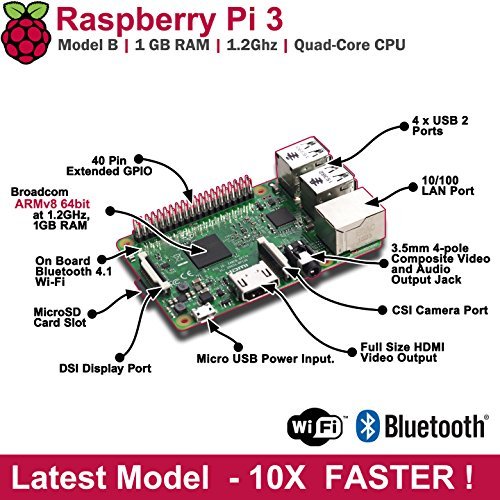 Raspberry Pi 3
Model B | 1 GB RAM | 1.2Ghz | Quad-Core CPU
4 x USB 2
Ports
40 Pin
Extended GPIO
10/100
LAN Port
Broadcom
ARMv8 64bit
at 1.2GHz,
1GB RAM
3.5mm 4-pole
Composite Video
and Audio
Output Jack
On Board
Bluetooth 4.1
Wi-Fi
CSI Camera Port
MicroSD
Card Slot
HDMI
Full Size HDMI
Video Output
Micro USB Power Input.
DSI Display Port
Wi Fi™
Bluetooth®
Latest Model - 10X FASTER !